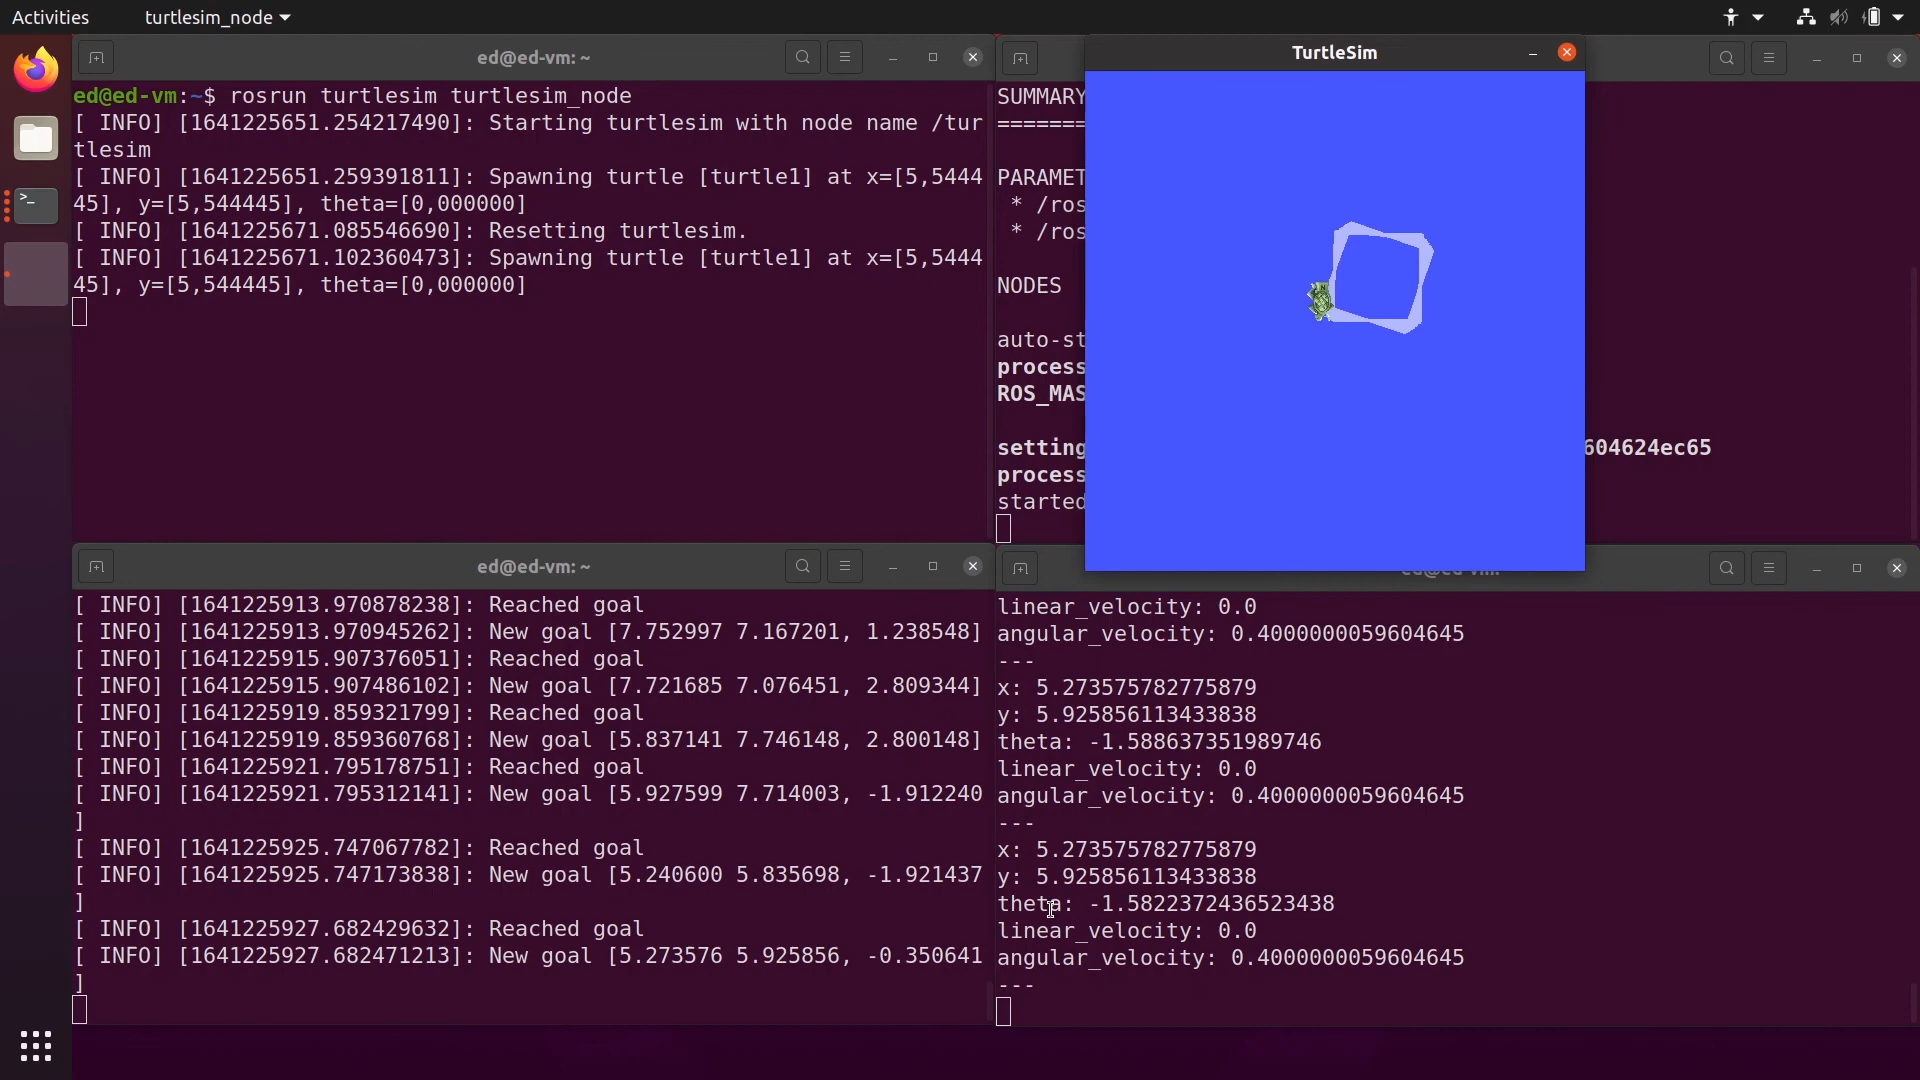 Activities
turtlesim_node
ed@ed-vm: ~
ed@ed-vm:~$ rosrun turtlesim turtlesim_node
[ INFO] [1641225651.254217490]: Starting turtlesim with node name /tur
tlesim
[ INFO] [1641225651.259391811]: Spawning turtle [turtle1] at x=[5,5444
45], y=[5,544445], theta=[0,000000]
[ INFO] [1641225671.085546690]: Resetting turtlesim.
[ INFO] [1641225671.102360473]: Spawning turtle [turtle1] at x=[5,5444
45], y=[5,544445], theta=[0,000000]
TurtleSim
SUMMARY
=======
PARAMET
* /ros
* /ros
NODES
auto-st
process
ROS_MAS
setting 604624ec65
process
started
ed@ed-vm: ~
[ INFO] [1641225913.970878238]: Reached goal
[ INFO] [1641225913.970945262]: New goal [7.752997 7.167201, 1.238548]
[ INFO] [1641225915.907376051]: Reached goal
[ INFO] [1641225915.907486102]: New goal [7.721685 7.076451, 2.809344]
[ INFO] [1641225919.859321799]: Reached goal
[ INFO] [1641225919.859360768]: New goal [5.837141 7.746148, 2.800148]
[ INFO] [1641225921.795178751]: Reached goal
[ INFO] [1641225921.795312141]: New goal [5.927599 7.714003, -1.912240
]
[ INFO] [1641225925.747067782]: Reached goal
[ INFO] [1641225925.747173838]: New goal [5.240600 5.835698, -1.921437
]
[ INFO] [1641225927.682429632]: Reached goal
[ INFO] [1641225927.682471213]: New goal [5.273576 5.925856, -0.350641
]
linear_velocity: 0.0
angular_velocity: 0.4000000059604645
---
x: 5.273575782775879
y: 5.925856113433838
theta: -1.588637351989746
linear_velocity: 0.0
angular_velocity: 0.4000000059604645
---
x: 5.273575782775879
y: 5.925856113433838
theta: -1.5822372436523438
linear_velocity: 0.0
angular_velocity: 0.4000000059604645
---